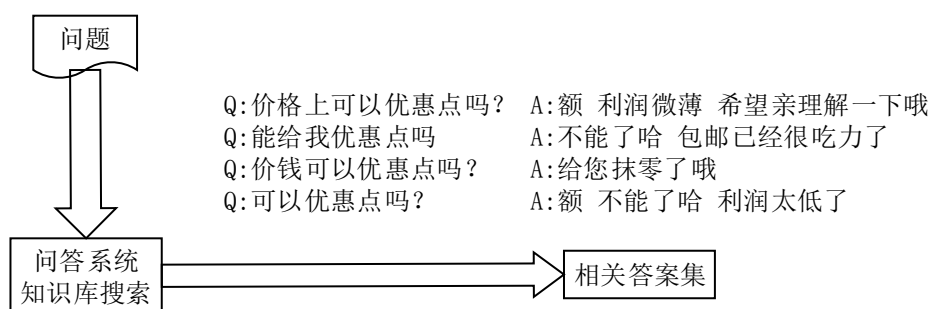 问题
Q:价格上可以优惠点吗? A:额 利润微薄 希望亲理解一下哦
Q:能给我优惠点吗 A:不能了哈 包邮已经很吃力了
Q:价钱可以优惠点吗? A:给您抹零了哦
Q:可以优惠点吗? A:额 不能了哈 利润太低了
问答系统
知识库搜索
相关答案集